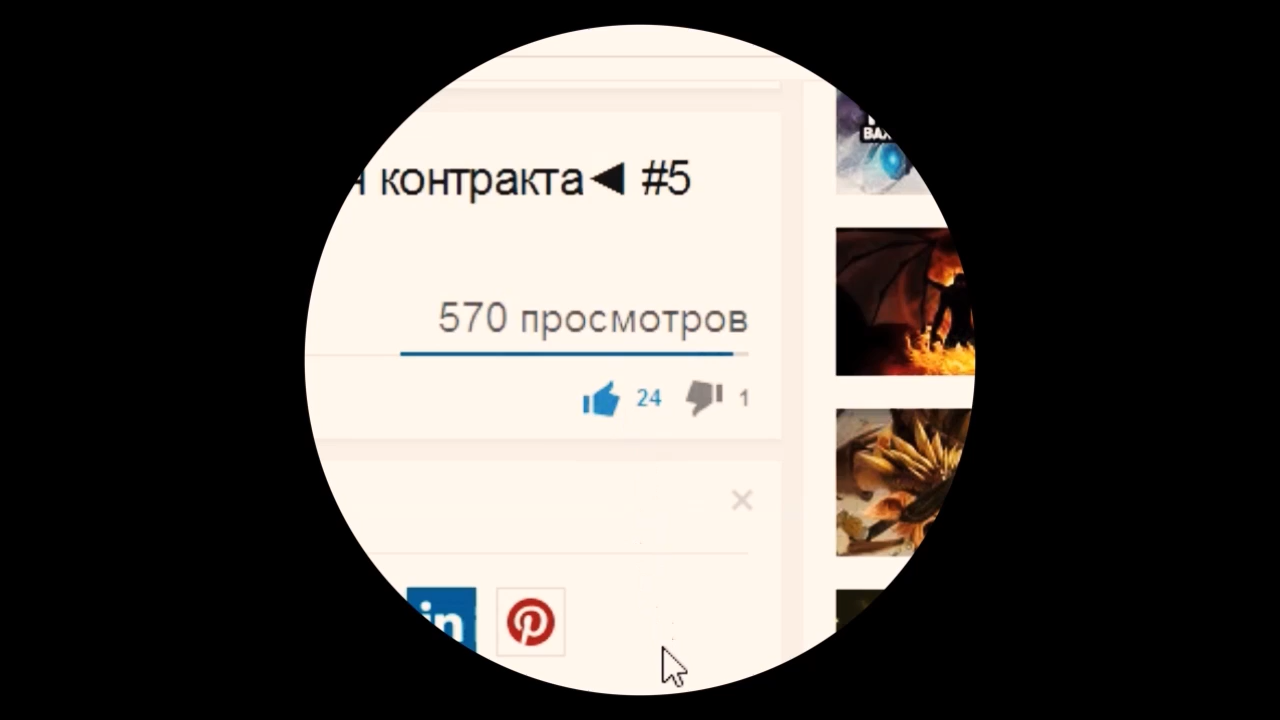 контракта◄ #5
570 просмотров
24 1
in